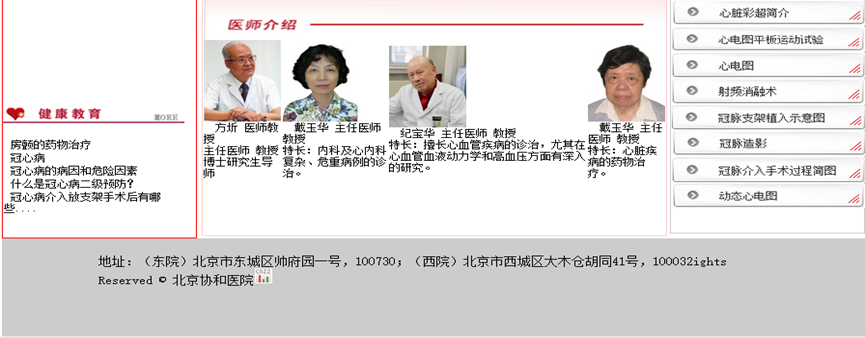 健康教育
MORE
房颤的药物治疗
冠心病
冠心病的病因和危险因素
什么是冠心病二级预防?
冠心病介入放支架手术后有哪
些....
医师介绍
方圻 医师教
授
主任医师 教授
博士研究生导
师
戴玉华 主任医师
教授
特长：内科及心内科
复杂、危重病例的诊
治。
纪宝华 主任医师 教授
特长：擅长心血管疾病的诊治，尤其在
心血管血液动力学和高血压方面有深入
的研究。
戴玉华 主任
医师 教授
特长：心脏疾
病的药物治
疗。
心脏彩超简介
心电图平板运动试验
心电图
射频消融术
冠脉支架植入示意图
冠脉造影
冠脉介入手术过程简图
动态心电图
地址：（东院）北京市东城区帅府园一号，100730；（西院）北京市西城区大木仓胡同41号，100032ights
Reserved © 北京协和医院
CNZZ